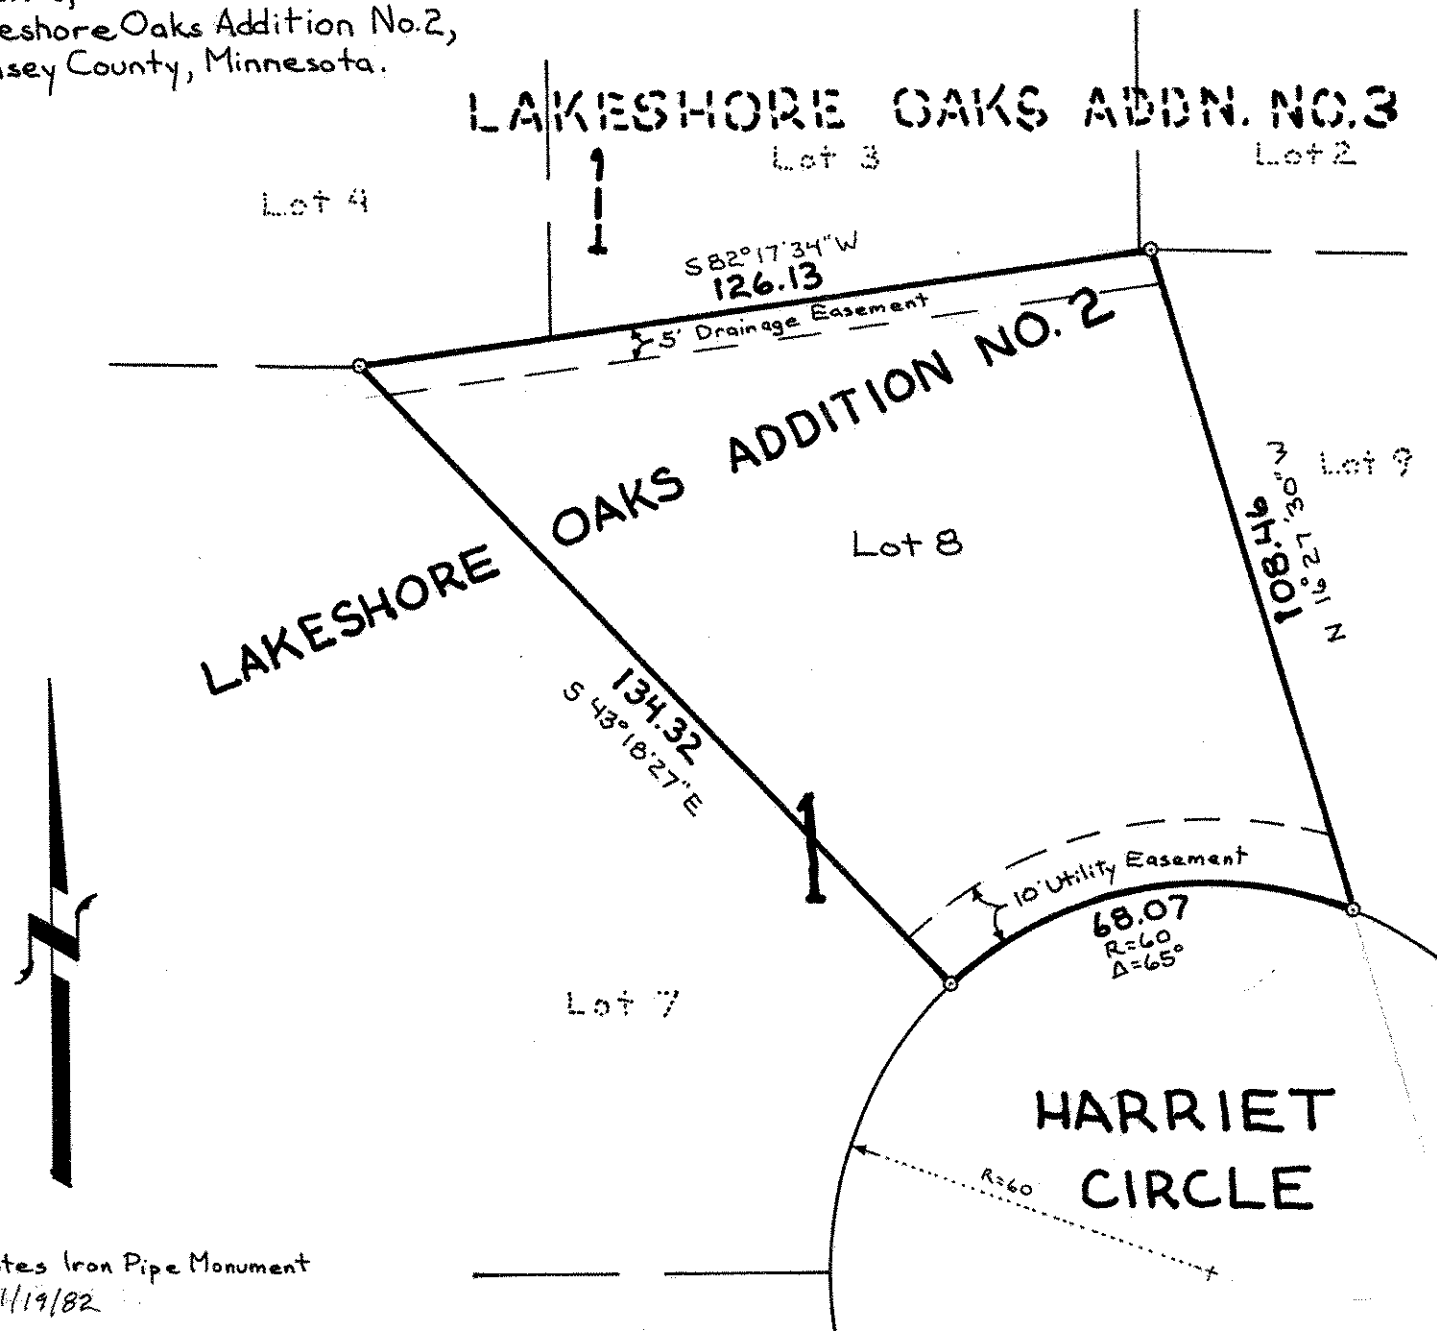 Oaks Addition No.2,
County, Minnesota.
LAKESHORE OAKS ADDN. NO.3
Lot 4
1
Lot 3
Lot 2
S 82°17'34"W
126.13
5' Drainage Easement
LAKESHORE OAKS ADDITION NO. 2
Lot 8
Lot 9
N 16° 27' 30" W
108.46
134.32
S 43°18'27"E
1
10' Utility Easement
68.07
R=60
Δ=65°
Lot 7
HARRIET
CIRCLE
R=60
Iron Pipe Monument
1/19/82